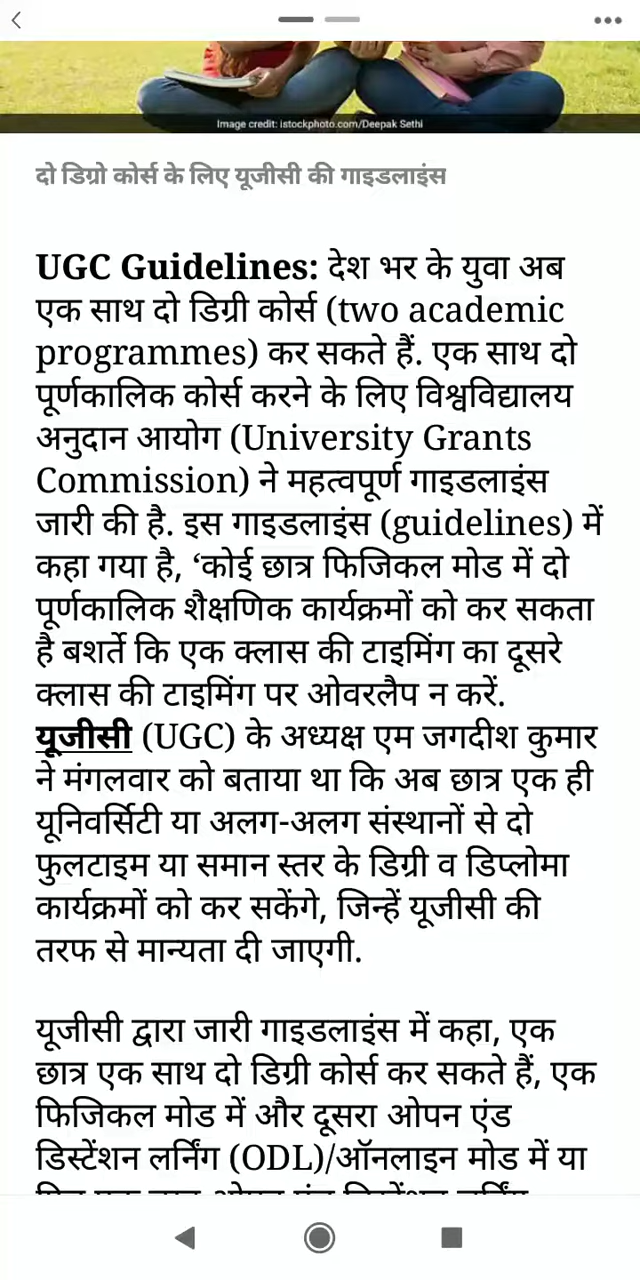 Image credit: istockphoto.com/Deepak Sethi
दो डिग्री कोर्स के लिए यूजीसी की गाइडलाइंस
UGC Guidelines: देश भर के युवा अब
एक साथ दो डिग्री कोर्स (two academic
programmes) कर सकते हैं. एक साथ दो
पूर्णकालिक कोर्स करने के लिए विश्वविद्यालय
अनुदान आयोग (University Grants
Commission) ने महत्वपूर्ण गाइडलाइंस
जारी की है. इस गाइडलाइंस (guidelines) में
कहा गया है, ‘कोई छात्र फिजिकल मोड में दो
पूर्णकालिक शैक्षणिक कार्यक्रमों को कर सकता
है बशर्ते कि एक क्लास की टाइमिंग का दूसरे
क्लास की टाइमिंग पर ओवरलैप न करें.
यूजीसी (UGC) के अध्यक्ष एम जगदीश कुमार
ने मंगलवार को बताया था कि अब छात्र एक ही
यूनिवर्सिटी या अलग-अलग संस्थानों से दो
फुलटाइम या समान स्तर के डिग्री व डिप्लोमा
कार्यक्रमों को कर सकेंगे, जिन्हें यूजीसी की
तरफ से मान्यता दी जाएगी.
यूजीसी द्वारा जारी गाइडलाइंस में कहा, एक
छात्र एक साथ दो डिग्री कोर्स कर सकते हैं, एक
फिजिकल मोड में और दूसरा ओपन एंड
डिस्टेंशन लर्निंग (ODL)/ऑनलाइन मोड में या